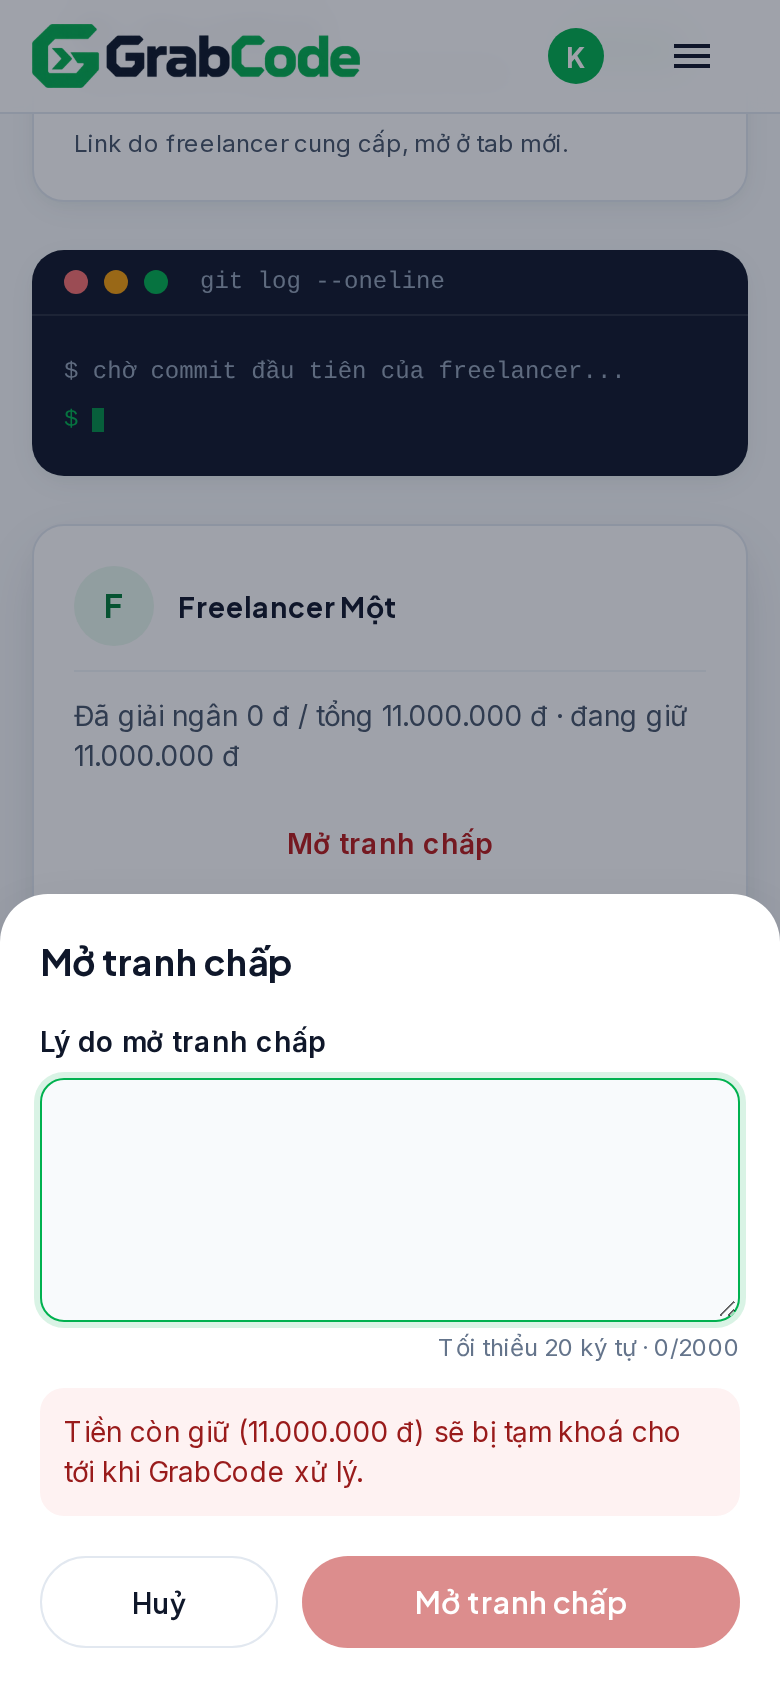 GrabCode
K
Link do freelancer cung cấp, mở ở tab mới.
git log --oneline
$ chờ commit đầu tiên của freelancer...
$
F
Freelancer Một
Đã giải ngân 0 đ / tổng 11.000.000 đ · đang giữ
11.000.000 đ
Mở tranh chấp
Mở tranh chấp
Lý do mở tranh chấp
Tối thiểu 20 ký tự · 0/2000
Tiền còn giữ (11.000.000 đ) sẽ bị tạm khoá cho
tới khi GrabCode xử lý.
Huỷ
Mở tranh chấp